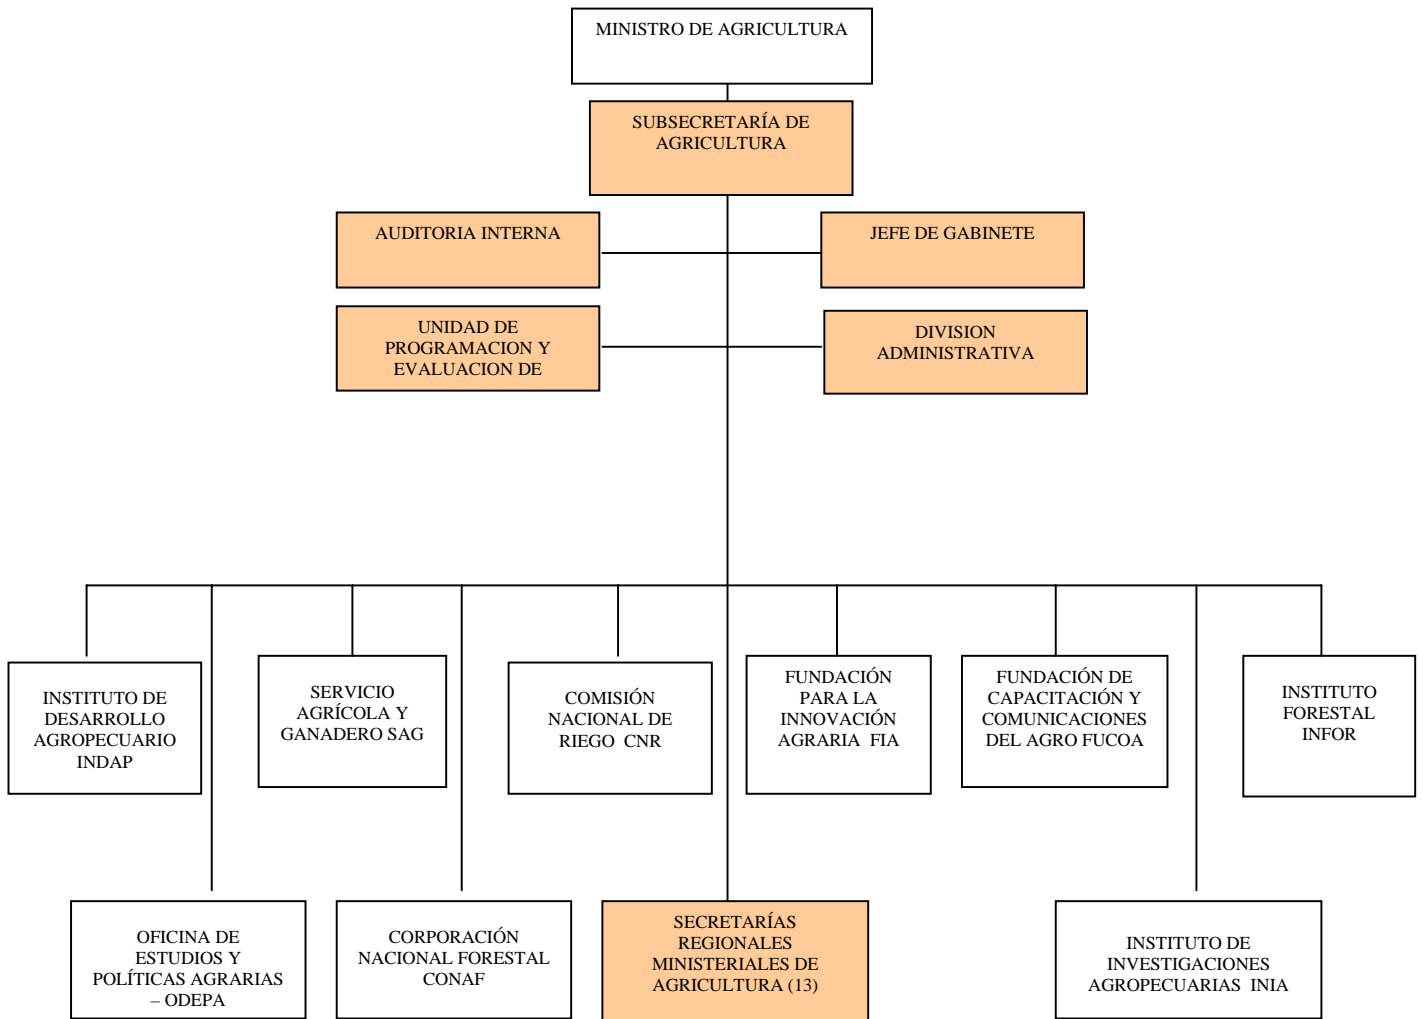 MINISTRO DE AGRICULTURA
SUBSECRETARÍA DE
AGRICULTURA
AUDITORIA INTERNA
JEFE DE GABINETE
UNIDAD DE
PROGRAMACION Y
EVALUACION DE
DIVISION
ADMINISTRATIVA
INSTITUTO DE
DESARROLLO
AGROPECUARIO
INDAP
SERVICIO
AGRÍCOLA Y
GANADERO SAG
COMISIÓN
NACIONAL DE
RIEGO CNR
FUNDACIÓN
PARA LA
INNOVACIÓN
AGRARIA FIA
FUNDACIÓN DE
CAPACITACIÓN Y
COMUNICACIONES
DEL AGRO FUCOA
INSTITUTO
FORESTAL
INFOR
OFICINA DE
ESTUDIOS Y
POLÍTICAS AGRARIAS
– ODEPA
CORPORACIÓN
NACIONAL FORESTAL
CONAF
SECRETARÍAS
REGIONALES
MINISTERIALES DE
AGRICULTURA (13)
INSTITUTO DE
INVESTIGACIONES
AGROPECUARIAS INIA